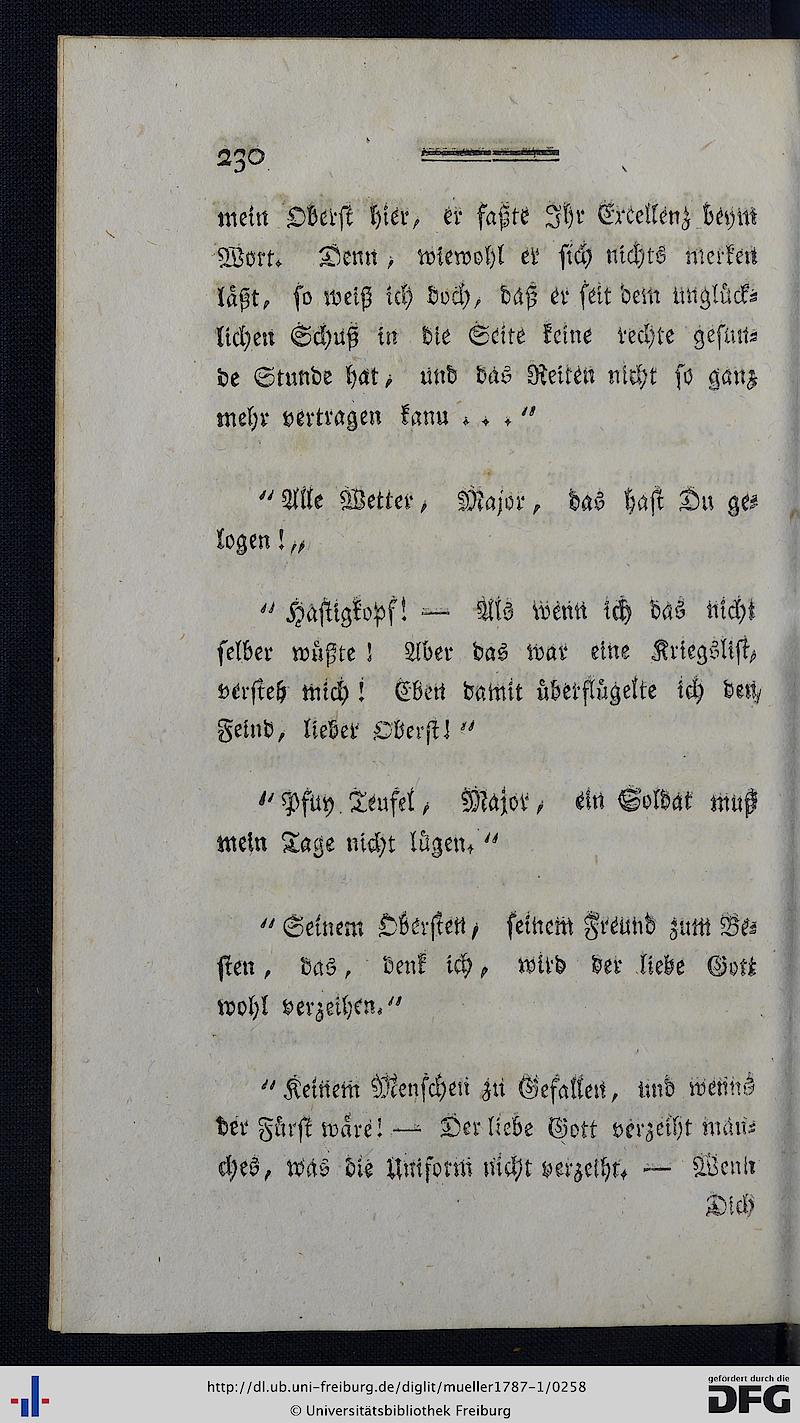 230
mein Oberst hier, er faßte Ihr Excellenz beym
Wort. Denn, wiewohl er sich nichts merken
läßt, so weiß ich doch, daß er seit dem unglück-
lichen Schuß in die Seite keine rechte gesun-
de Stunde hat, und das Reiten nicht so ganz
mehr vertragen kann . . . “
“Alle Wetter, Major, das hast Du ge-
logen!„
“Hastigkopf! — Als wenn ich das nicht
selber wüßte! Aber das war eine Kriegslist,
versteh mich! Eben damit überflügelte ich den
Feind, lieber Oberst!“
“Pfuy Teufel, Major, ein Soldat muß
mein Tage nicht lügen.“
“Seinem Obersten, seinem Freund zum Be-
sten, das, denk ich, wird der liebe Gott
wohl verzeihen.“
“Keinem Menschen zu Gefallen, und wenns
der Fürst wäre! — Der liebe Gott verzeiht man-
ches, was die Uniform nicht verzeiht. — Wenn
Dich
http://dl.ub.uni-freiburg.de/diglit/mueller1787-1/0258
© Universitätsbibliothek Freiburg
gefördert durch die
DFG